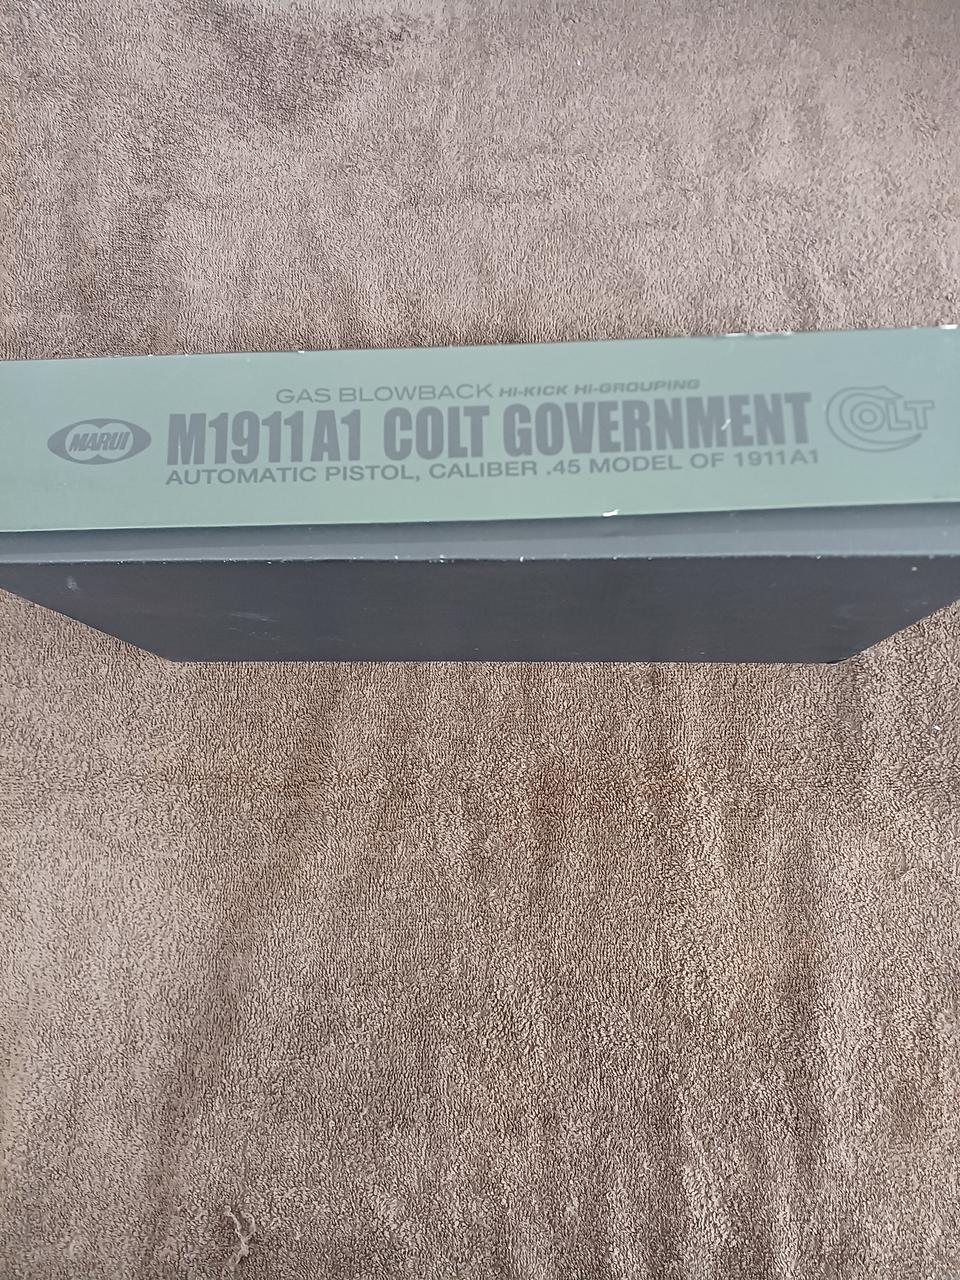 GAS BLOWBACK HI-KICK HI-GROUPING
MARUI
M1911A1 COLT GOVERNMENT
COLT
AUTOMATIC PISTOL, CALIBER .45 MODEL OF 1911A1